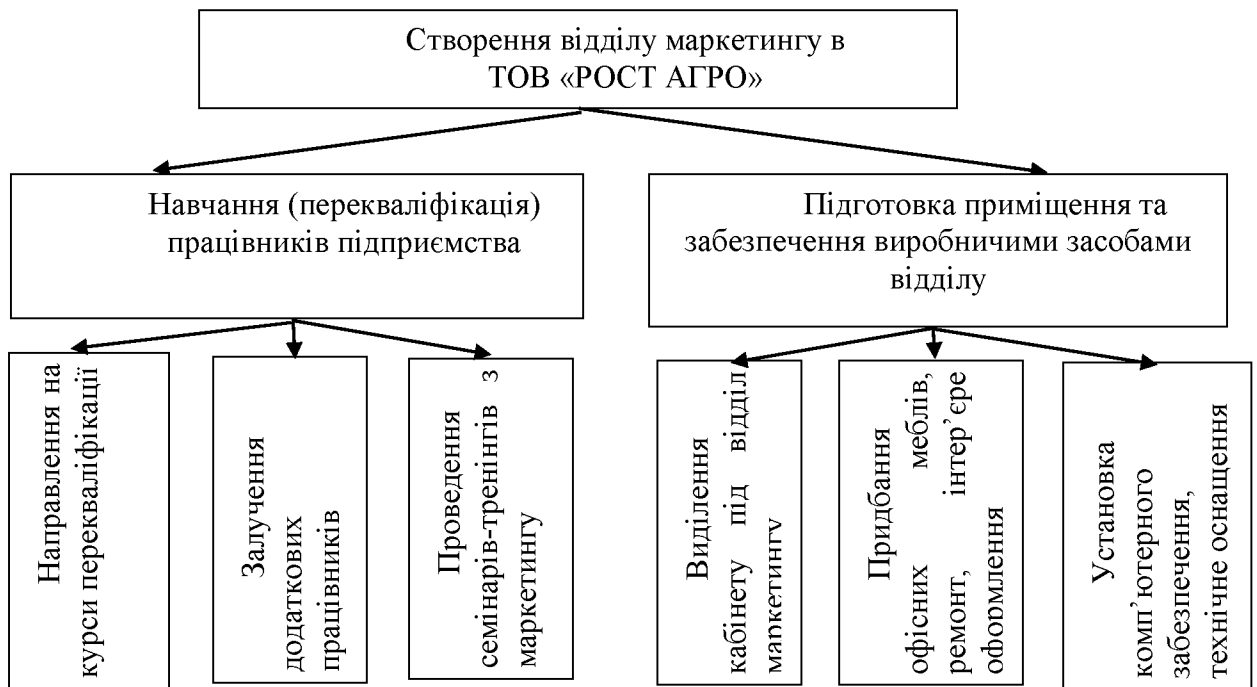 Створення відділу маркетингу в
ТОВ «РОСТ АГРО»
Навчання (перекваліфікація)
працівників підприємства
Підготовка приміщення та
забезпечення виробничими засобами
відділу
Направлення на
курси перекваліфікації
Залучення
додаткових
працівників
Проведення
семінарів-тренінгів з
маркетингу
Виділення
кабінету під відділ
маркетингу
Придбання
офісних меблів,
ремонт, інтер’єре
оформлення
Установка
комп’ютерного
забезпечення,
технічне оснащення